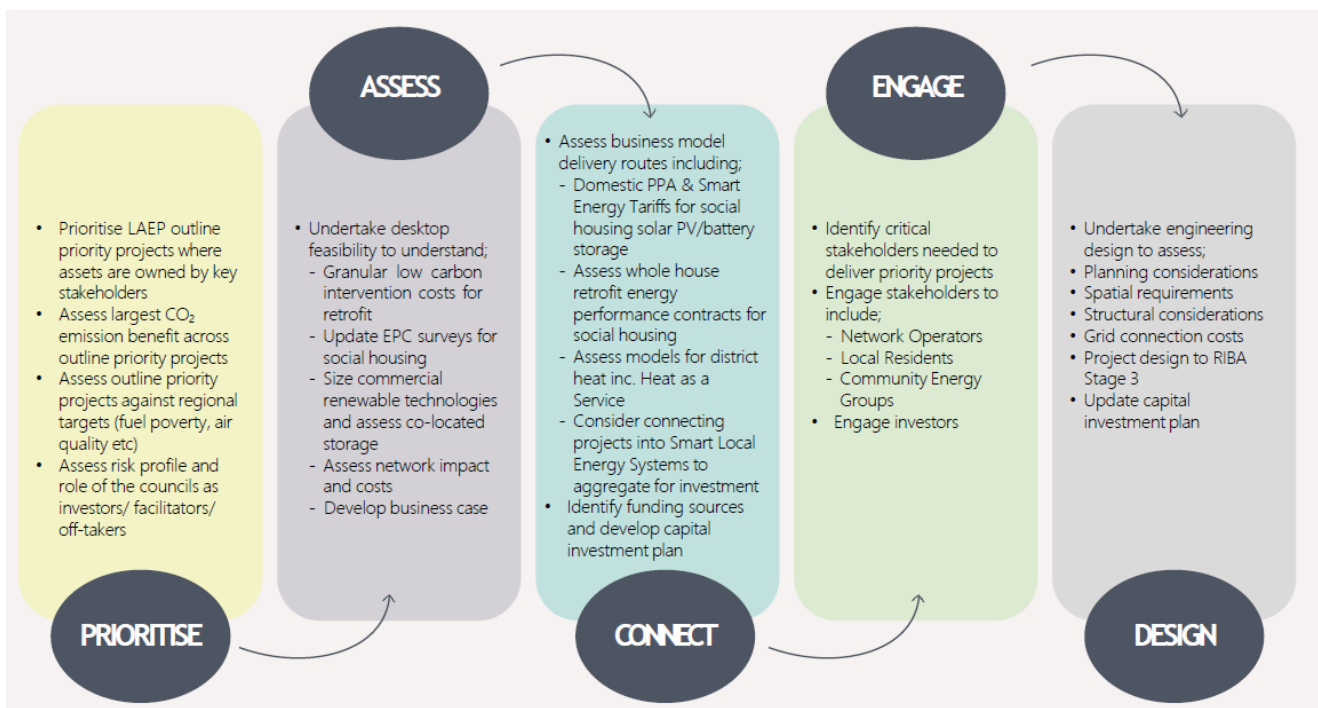 PRIORITISE
• Prioritise LAEP outline
priority projects where
assets are owned by key
stakeholders
• Assess largest CO₂
emission benefit across
outline priority projects
• Assess outline priority
projects against regional
targets (fuel poverty, air
quality etc)
• Assess risk profile and
role of the councils as
investors/ facilitators/
off-takers
ASSESS
• Undertake desktop
feasibility to understand;
- Granular low carbon
intervention costs for
retrofit
- Update EPC surveys for
social housing
- Size commercial
renewable technologies
and assess co-located
storage
- Assess network impact
and costs
- Develop business case
CONNECT
• Assess business model
delivery routes including;
- Domestic PPA & Smart
Energy Tariffs for social
housing solar PV/battery
storage
- Assess whole house
retrofit energy
performance contracts for
social housing
- Assess models for district
heat inc. Heat as a
Service
- Consider connecting
projects into Smart Local
Energy Systems to
aggregate for investment
• Identify funding sources
and develop capital
investment plan
ENGAGE
• Identify critical
stakeholders needed to
deliver priority projects
• Engage stakeholders to
include;
- Network Operators
- Local Residents
- Community Energy
Groups
• Engage investors
DESIGN
• Undertake engineering
design to assess;
• Planning considerations
• Spatial requirements
• Structural considerations
• Grid connection costs
• Project design to RIBA
Stage 3
• Update capital
investment plan